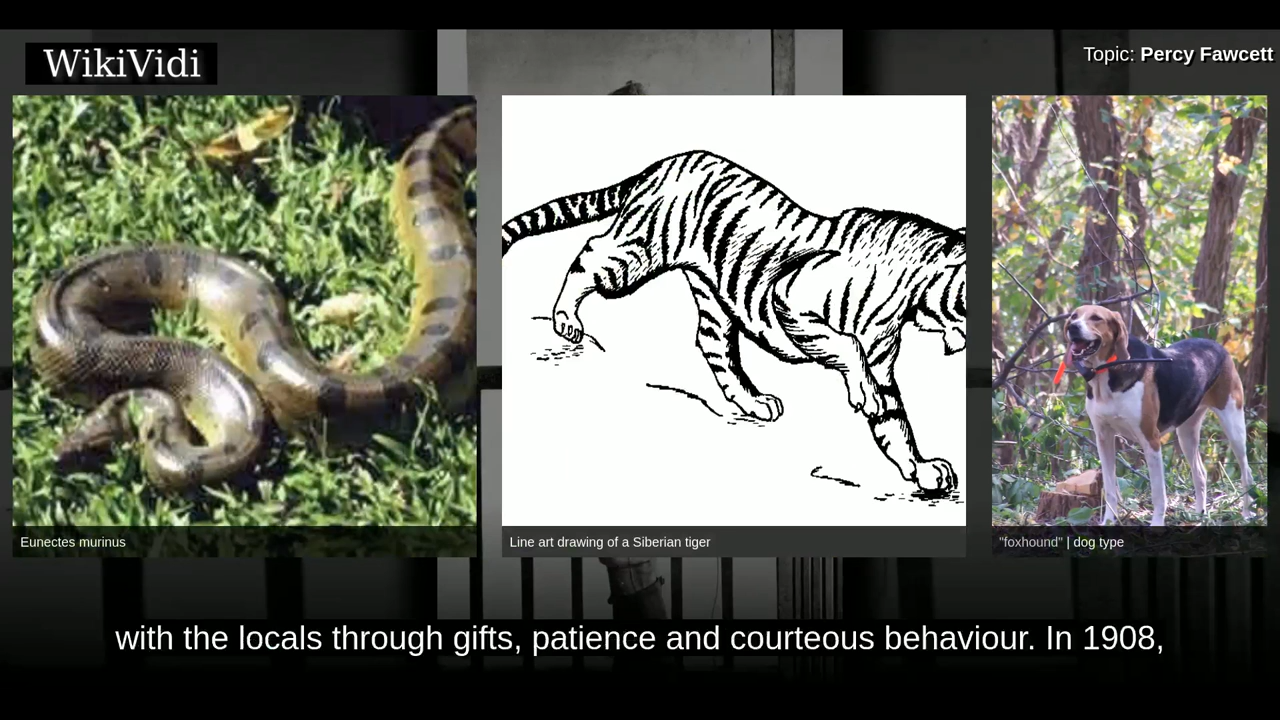 WikiVidi
Topic: Percy Fawcett
Eunectes murinus
Line art drawing of a Siberian tiger
"foxhound" | dog type
with the locals through gifts, patience and courteous behaviour. In 1908,